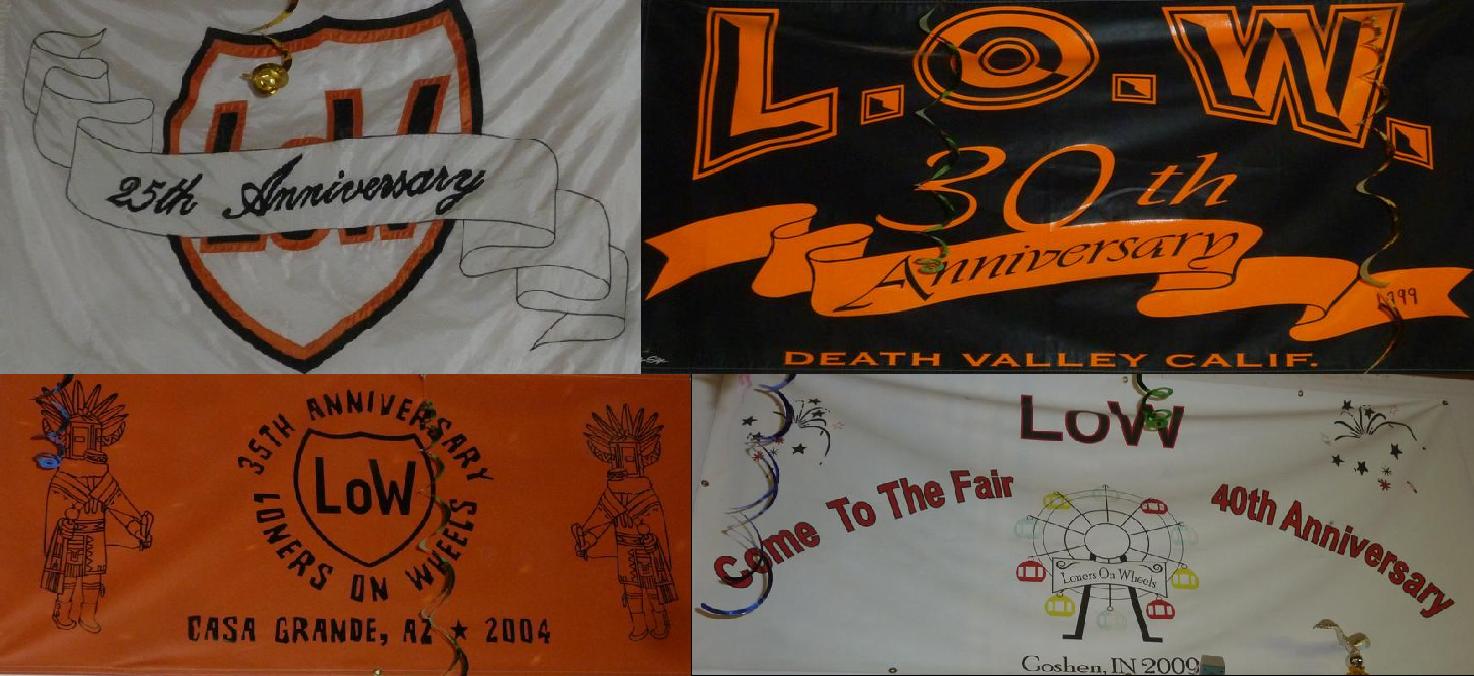 LoW
25th Anniversary
LoW
L.O.W.
30th
Anniversary
1999
DEATH VALLEY CALIF.
35TH ANNIVERSARY
LoW
LONERS ON WHEELS
CASA GRANDE, AZ ★ 2004
LoW
Come To The Fair
40th Anniversary
Loners On Wheels
Goshen, IN 2009